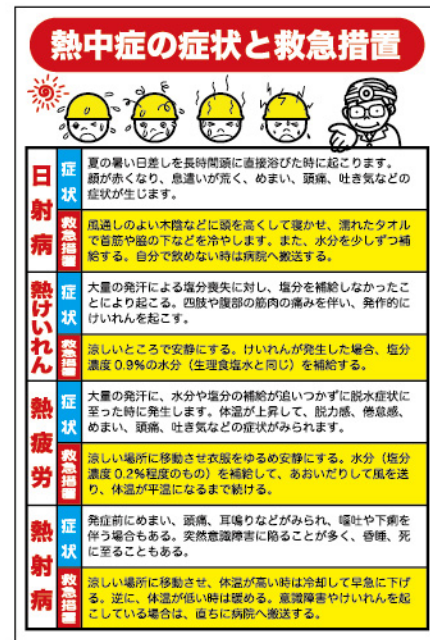 熱中症の症状と救急措置
日射病
症状
夏の暑い日差しを長時間頭に直接浴びた時に起こります。
顔が赤くなり、息遣いが荒く、めまい、頭痛、吐き気などの
症状が生じます。
救急措置
風通しのよい木陰などに頭を高くして寝かせ、濡れたタオル
で首筋や脇の下などを冷やします。また、水分を少しずつ補
給する。自分で飲めない時は病院へ搬送する。
熱けいれん
症状
大量の発汗による塩分喪失に対し、塩分を補給しなかったこ
とにより起こる。四肢や腹部の筋肉の痛みを伴い、発作的に
けいれんを起こす。
救急措置
涼しいところで安静にする。けいれんが発生した場合、塩分
濃度0.9%の水分（生理食塩水と同じ）を補給する。
熱疲労
症状
大量の発汗に、水分や塩分の補給が追いつかずに脱水症状に
至った時に発生します。体温が上昇して、脱力感、倦怠感、
めまい、頭痛、吐き気などの症状がみられます。
救急措置
涼しい場所に移動させ衣服をゆるめ安静にする。水分（塩分
濃度0.2%程度のもの）を補給して、あおいだりして風を送
り、体温が平温になるまで続ける。
熱射病
症状
発症前にめまい、頭痛、耳鳴りなどがみられ、嘔吐や下痢を
伴う場合もある。突然意識障害に陥ることが多く、昏睡、死
に至ることもある。
救急措置
涼しい場所に移動させ、体温が高い時は冷却して早急に下げ
る。逆に、体温が低い時は暖める。意識障害やけいれんを起
こしている場合は、直ちに病院へ搬送する。